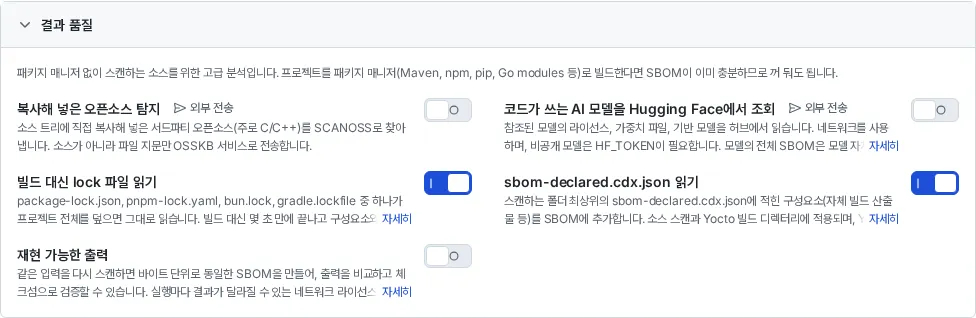 결과 품질
패키지 매니저 없이 스캔하는 소스를 위한 고급 분석입니다. 프로젝트를 패키지 매니저(Maven, npm, pip, Go modules 등)로 빌드한다면 SBOM이 이미 충분하므로 꺼 둬도 됩니다.
복사해 넣은 오픈소스 탐지 외부 전송
소스 트리에 직접 복사해 넣은 서드파티 오픈소스(주로 C/C++)를 SCANOSS로 찾아
냅니다. 소스가 아니라 파일 지문만 OSSKB 서비스로 전송합니다.
코드가 쓰는 AI 모델을 Hugging Face에서 조회 외부 전송
참조된 모델의 라이선스, 가중치 파일, 기반 모델을 허브에서 읽습니다. 네트워크를 사용
하며, 비공개 모델은 HF_TOKEN이 필요합니다. 모델의 전체 SBOM은 모델 자세히
빌드 대신 lock 파일 읽기
package-lock.json, pnpm-lock.yaml, bun.lock, gradle.lockfile 중 하나가
프로젝트 전체를 덮으면 그대로 읽습니다. 빌드 대신 몇 초 만에 끝나고 구성요소 자세히
sbom-declared.cdx.json 읽기
스캔하는 폴더 최상위의 sbom-declared.cdx.json에 적힌 구성요소(자체 빌드 산출
물 등)를 SBOM에 추가합니다. 소스 스캔과 Yocto 빌드 디렉터리에 적용되며, 자세히
재현 가능한 출력
같은 입력을 다시 스캔하면 바이트 단위로 동일한 SBOM을 만들어, 출력을 비교하고 체
크섬으로 검증할 수 있습니다. 실행마다 결과가 달라질 수 있는 네트워크 라이선스 자세히